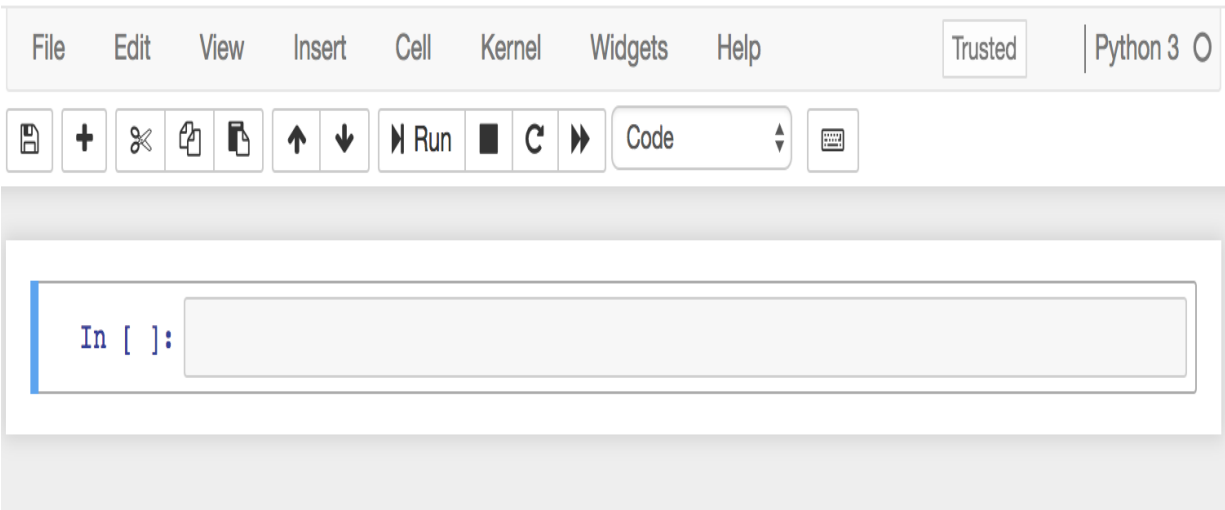 File Edit View Insert Cell Kernel Widgets Help Trusted Python 3
Run Code
In [ ]: